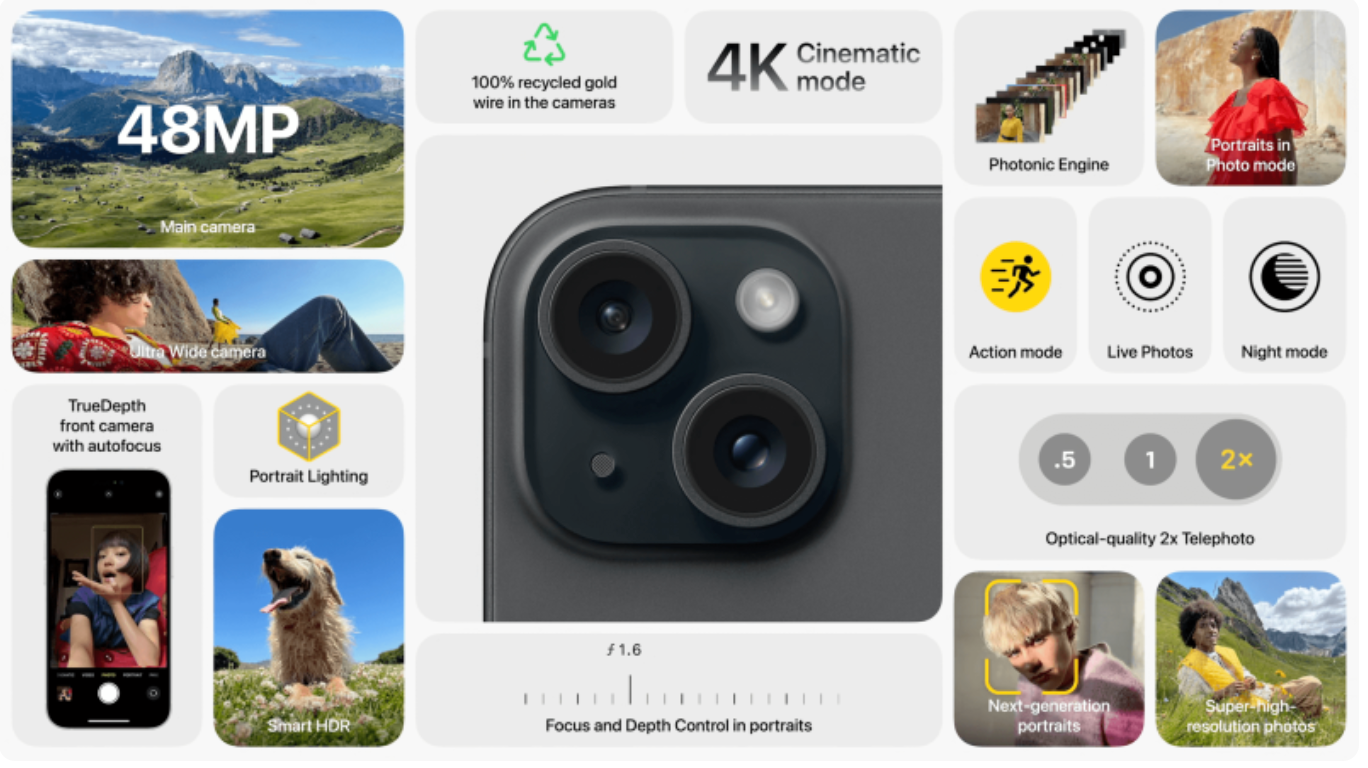 48MP
Main camera
Ultra Wide camera
TrueDepth
front camera
with autofocus
PHOTO
Portrait Lighting
Smart HDR
100% recycled gold
wire in the cameras
4K Cinematic
mode
ƒ1.6
Focus and Depth Control in portraits
Photonic Engine
Portraits in
Photo mode
Action mode
Live Photos
Night mode
.5
1
2×
Optical-quality 2x Telephoto
Next-generation
portraits
Super-high-
resolution photos